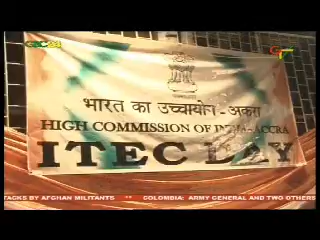 भारत का उच्चायोग - अकरा
HIGH COMMISSION OF INDIA - ACCRA
ITEC DAY
TACKS BY AFGHAN MILITANTS ** COLOMBIA: ARMY GENERAL AND TWO OTHERS